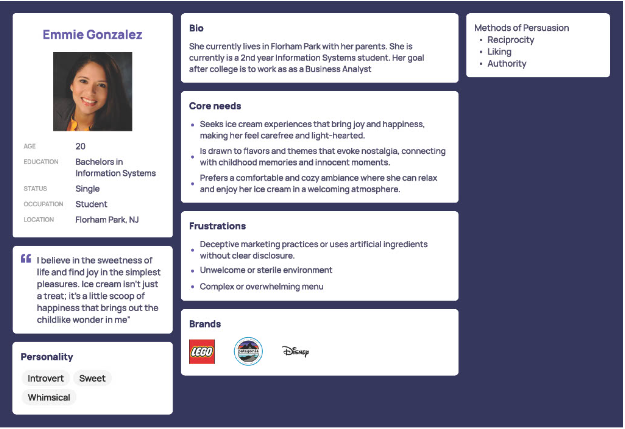 Emmie Gonzalez
AGE 20
EDUCATION Bachelors in
Information Systems
STATUS Single
OCCUPATION Student
LOCATION Florham Park, NJ
“ I believe in the sweetness of
life and find joy in the simplest
pleasures. Ice cream isn't just
a treat; it's a little scoop of
happiness that brings out the
childlike wonder in me"
Personality
Introvert Sweet
Whimsical
Bio
She currently lives in Florham Park with her parents. She is
currently is a 2nd year Information Systems student. Her goal
after college is to work as as a Business Analyst
Core needs
• Seeks ice cream experiences that bring joy and happiness,
making her feel carefree and light-hearted.
• Is drawn to flavors and themes that evoke nostalgia, connecting
with childhood memories and innocent moments.
• Prefers a comfortable and cozy ambiance where she can relax
and enjoy her ice cream in a welcoming atmosphere.
Frustrations
• Deceptive marketing practices or uses artificial ingredients
without clear disclosure.
• Unwelcome or sterile environment
• Complex or overwhelming menu
Brands
LEGO
patagonia
Disney
Methods of Persuasion
• Reciprocity
• Liking
• Authority